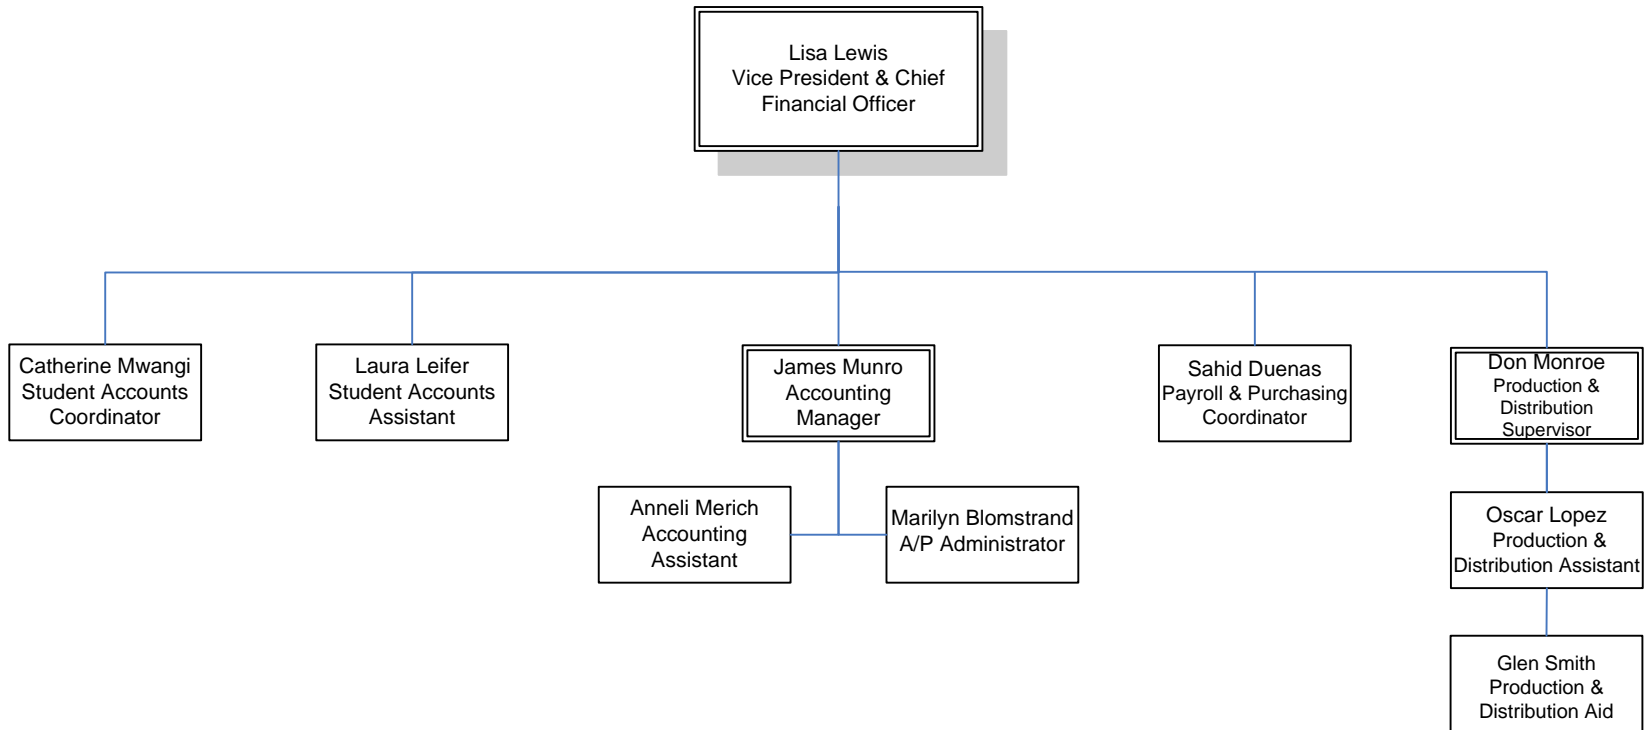 Lisa Lewis
Vice President & Chief
Financial Officer
Catherine Mwangi
Student Accounts
Coordinator
Laura Leifer
Student Accounts
Assistant
James Munro
Accounting
Manager
Sahid Duenas
Payroll & Purchasing
Coordinator
Don Monroe
Production &
Distribution
Supervisor
Anneli Merich
Accounting
Assistant
Marilyn Blomstrand
A/P Administrator
Oscar Lopez
Production &
Distribution Assistant
Glen Smith
Production &
Distribution Aid